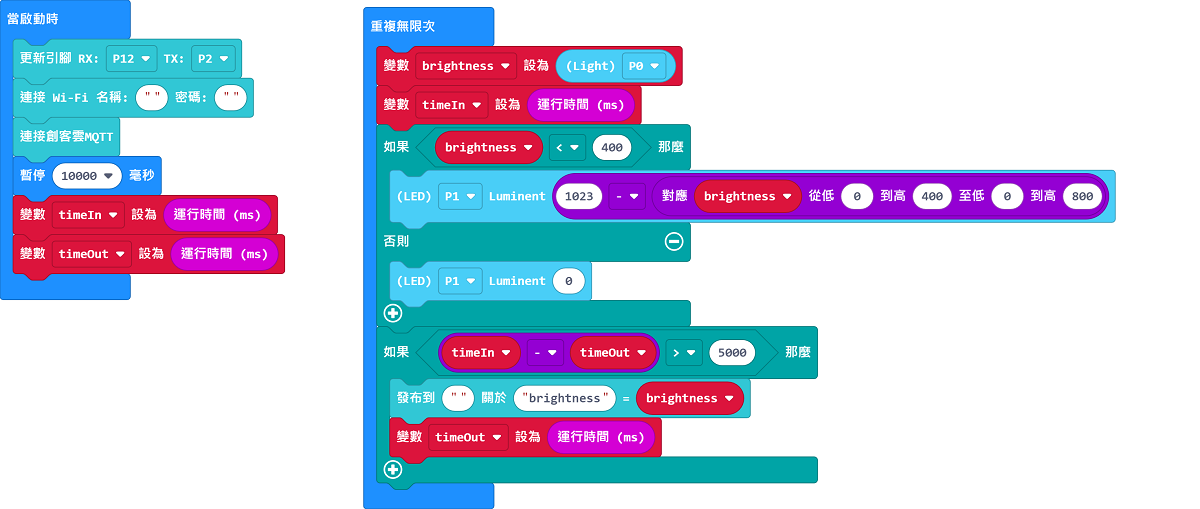 當啟動時
更新引腳 RX: P12 TX: P2
連接 Wi-Fi 名稱: "" 密碼: ""
連接創客雲MQTT
暫停 10000 毫秒
變數 timeIn 設為 運行時間 (ms)
變數 timeOut 設為 運行時間 (ms)
重複無限次
變數 brightness 設為 (Light) P0
變數 timeIn 設為 運行時間 (ms)
如果 brightness < 400 那麼
(LED) P1 Luminent 1023 - 對應 brightness 從低 0 到高 400 至低 0 到高 800
否則
(LED) P1 Luminent 0
如果 timeIn - timeOut > 5000 那麼
發布到 "" 關於 "brightness" = brightness
變數 timeOut 設為 運行時間 (ms)